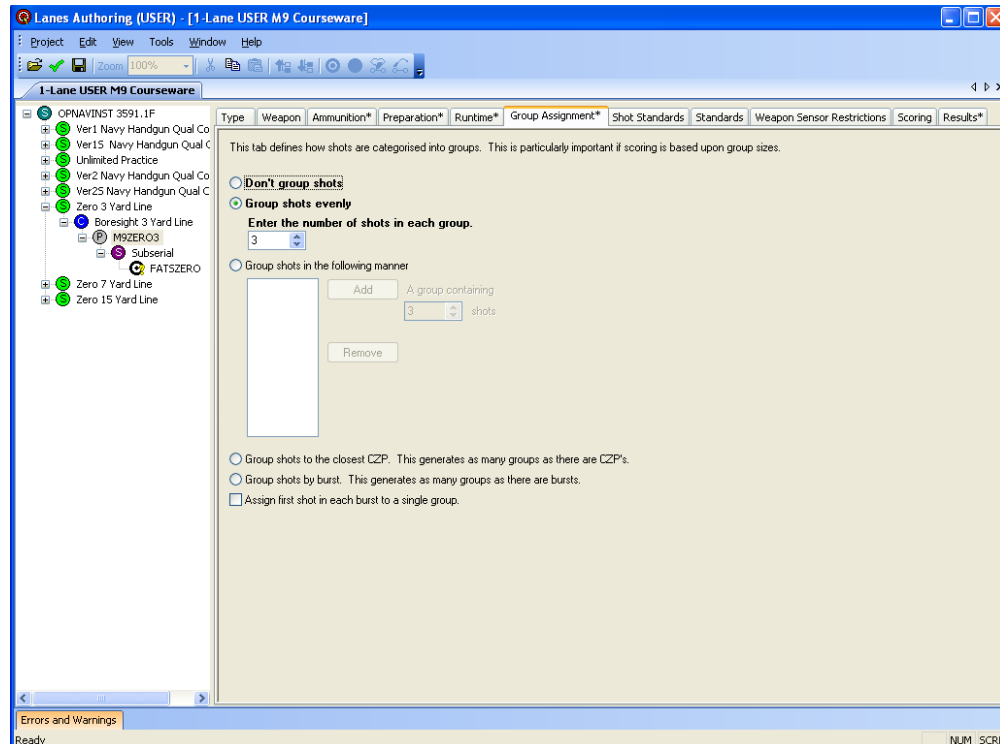 Lanes Authoring (USER) - [1-Lane USER M9 Courseware]
Project Edit View Tools Window Help
Zoom 100%
1-Lane USER M9 Courseware
S OPNAVINST 3591.1F
S Ver1 Navy Handgun Qual Co
S Ver1S Navy Handgun Qual C
S Unlimited Practice
S Ver2 Navy Handgun Qual Co
S Ver2S Navy Handgun Qual C
S Zero 3 Yard Line
C Boresight 3 Yard Line
P M9ZERO3
S Subserial
FATSZERO
S Zero 7 Yard Line
S Zero 15 Yard Line
Type Weapon Ammunition* Preparation* Runtime* Group Assignment* Shot Standards Standards Weapon Sensor Restrictions Scoring Results*
This tab defines how shots are categorised into groups. This is particularly important if scoring is based upon group sizes.
Don't group shots
Group shots evenly
Enter the number of shots in each group.
3
Group shots in the following manner
Add A group containing
3 shots
Remove
Group shots to the closest CZP. This generates as many groups as there are CZP's.
Group shots by burst. This generates as many groups as there are bursts.
Assign first shot in each burst to a single group.
Errors and Warnings
Ready NUM SCRL